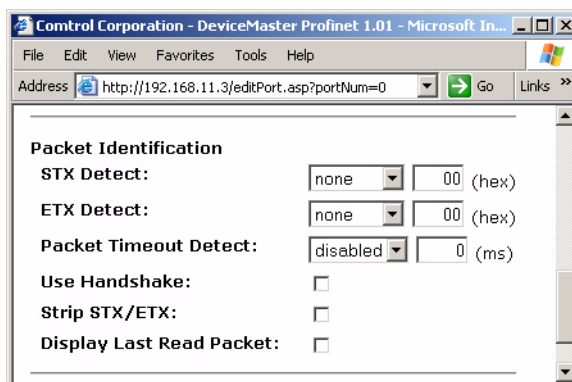 Comtrol Corporation - DeviceMaster Profinet 1.01 - Microsoft In...
File Edit View Favorites Tools Help
Address http://192.168.11.3/editPort.asp?portNum=0 Go Links »
Packet Identification
STX Detect: none 00 (hex)
ETX Detect: none 00 (hex)
Packet Timeout Detect: disabled 0 (ms)
Use Handshake:
Strip STX/ETX:
Display Last Read Packet: